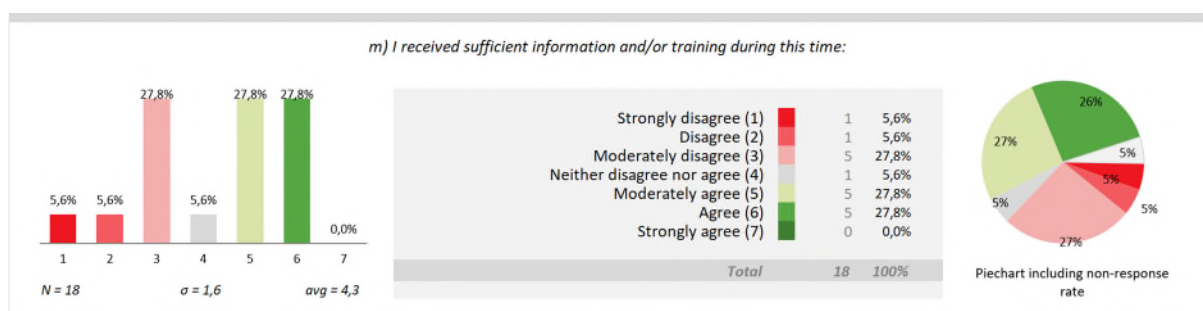 m) I received sufficient information and/or training during this time:
27,8% 27,8% 27,8%
5,6% 5,6% 5,6%
0,0%
1 2 3 4 5 6 7
N = 18 σ = 1,6 avg = 4,3
Strongly disagree (1) 1 5,6%
Disagree (2) 1 5,6%
Moderately disagree (3) 5 27,8%
Neither disagree nor agree (4) 1 5,6%
Moderately agree (5) 5 27,8%
Agree (6) 5 27,8%
Strongly agree (7) 0 0,0%
Total 18 100%
26%
27%
5%
5%
5%
5%
27%
Piechart including non-response
rate